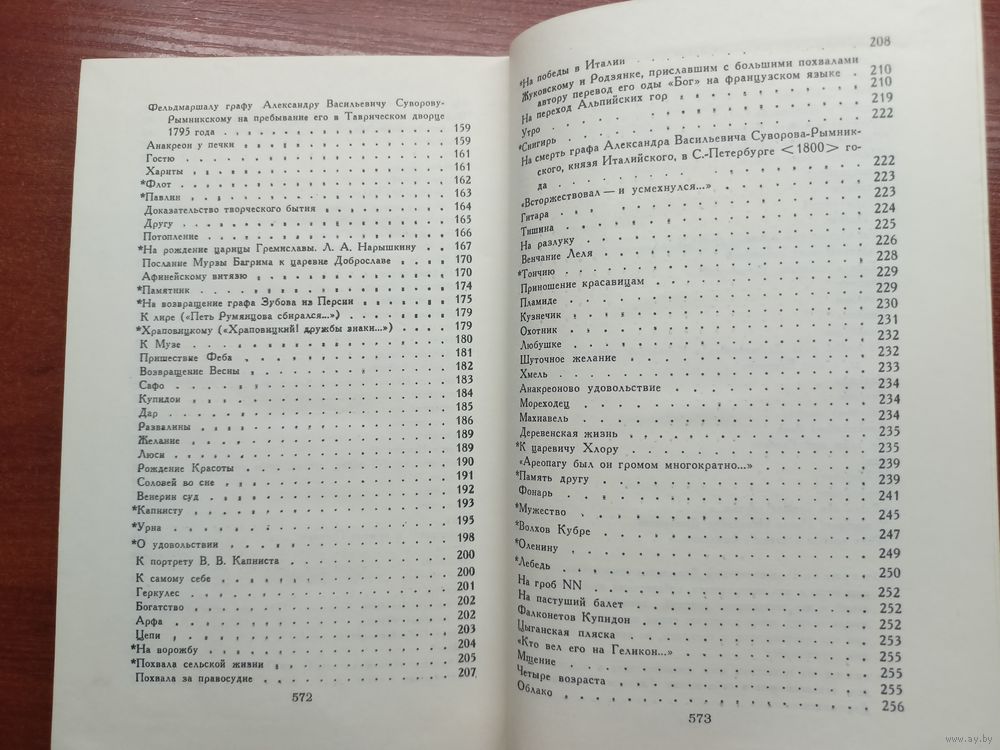 Фельдмаршалу графу Александру Васильевичу Суворову-
Рымникскому на пребывание его в Таврическом дворце
1795 года . . . . . . . . . . . . 159
Анакреон у печки . . . . . . . . . . . . 159
Гостю . . . . . . . . . . . . 161
Хариты . . . . . . . . . . . . 161
*Флот . . . . . . . . . . . . 162
*Павлин . . . . . . . . . . . . 163
Доказательство творческого бытия . . . . . . . . 164
Другу . . . . . . . . . . . . 165
Потопление . . . . . . . . . . . . 166
*На рождение царицы Гремиславы. Л. А. Нарышкину . . 167
Послание Мурзы Багрима к царевне Доброславе . . . . 170
Афинейскому витязю . . . . . . . . . . . 170
*Памятник . . . . . . . . . . . . 174
*На возвращение графа Зубова из Персии . . . . . . 175
К лире («Петь Румянцова сбирался...») . . . . . . . 179
*Храповицкому («Храповицкий! дружбы знаки...») . . . 179
К Музе . . . . . . . . . . . . 180
Пришествие Феба . . . . . . . . . . . . 181
Возвращение Весны . . . . . . . . . . . 182
Сафо . . . . . . . . . . . . 183
Купидон . . . . . . . . . . . . 184
Дар . . . . . . . . . . . . 185
Развалины . . . . . . . . . . . . 186
Желание . . . . . . . . . . . . 189
Люси . . . . . . . . . . . . 189
Рождение Красоты . . . . . . . . . . . . 190
Соловей во сне . . . . . . . . . . . . 191
Венерин суд . . . . . . . . . . . . 192
*Капнисту . . . . . . . . . . . . 193
*Урна . . . . . . . . . . . . 195
*О удовольствии . . . . . . . . . . . . 198
К портрету В. В. Капниста . . . . . . . . . 200
К самому себе . . . . . . . . . . . . 200
Геркулес . . . . . . . . . . . . 201
Богатство . . . . . . . . . . . . 202
Арфа . . . . . . . . . . . . 202
Цепи . . . . . . . . . . . . 203
*На ворожбу . . . . . . . . . . . . 204
*Похвала сельской жизни . . . . . . . . . . 205
Похвала за правосудие . . . . . . . . . . . 207
572
*На победы в Италии . . . . . . . . . . 208
Жуковскому и Родзянке, приславшим с большими похвалами
автору перевод его оды «Бог» на французском языке . 210
На переход Альпийских гор . . . . . . . . . 210
Утро . . . . . . . . . . . . 219
*Снигирь . . . . . . . . . . . . 222
На смерть графа Александра Васильевича Суворова-Рымник-
ского, князя Италийского, в С.-Петербурге <1800> го-
да . . . . . . . . . . . . 222
«Всторжествовал — и усмехнулся...» . . . . . . . 223
Гитара . . . . . . . . . . . . 223
Тишина . . . . . . . . . . . . 224
На разлуку . . . . . . . . . . . . 225
Венчание Леля . . . . . . . . . . . . 226
*Тончию . . . . . . . . . . . . 228
Приношение красавицам . . . . . . . . . . 229
Пламиде . . . . . . . . . . . . 229
Кузнечик . . . . . . . . . . . . 230
Охотник . . . . . . . . . . . . 231
Любушке . . . . . . . . . . . . 232
Шуточное желание . . . . . . . . . . . 232
Хмель . . . . . . . . . . . . 233
Анакреоново удовольствие . . . . . . . . . 234
Мореходец . . . . . . . . . . . . 234
Махиавель . . . . . . . . . . . . 234
Деревенская жизнь . . . . . . . . . . . 235
*К царевичу Хлору . . . . . . . . . . . 235
«Ареопагу был он громом многократно...» . . . . . . 239
*Память другу . . . . . . . . . . . . 239
Фонарь . . . . . . . . . . . . 241
*Мужество . . . . . . . . . . . . 245
*Волхов Кубре . . . . . . . . . . . . 247
*Оленину . . . . . . . . . . . . 249
*Лебедь . . . . . . . . . . . . 250
На гроб NN . . . . . . . . . . . . 252
На пастуший балет . . . . . . . . . . . 252
Фалконетов Купидон . . . . . . . . . . . 252
Цыганская пляска . . . . . . . . . . . . 253
«Кто вел его на Геликон...» . . . . . . . . . 255
Мщение . . . . . . . . . . . . 255
Четыре возраста . . . . . . . . . . . . 255
Облако . . . . . . . . . . . . 256
573
www.ay.by